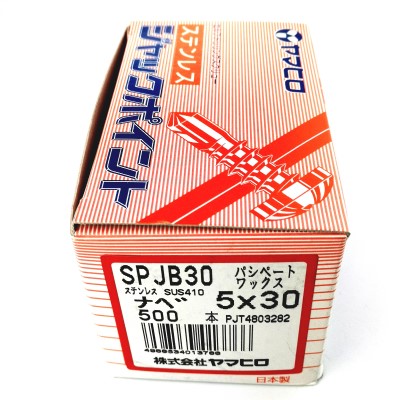 ヤマヒロ
ステンレス
ジャックポイント
SPJB30 パシペート
ワックス
ステンレス SUS410
ナベ 5×30
500 本 PJT4803282
株式会社ヤマヒロ
日本製